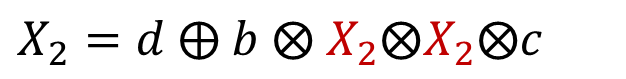 X₂ = d ⊕ b ⊗ X₂⊗X₂⊗c